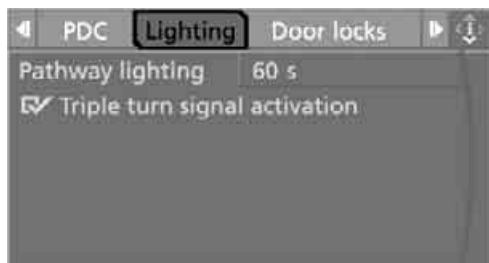 PDC Lighting Door locks
Pathway lighting 60 s
Triple turn signal activation